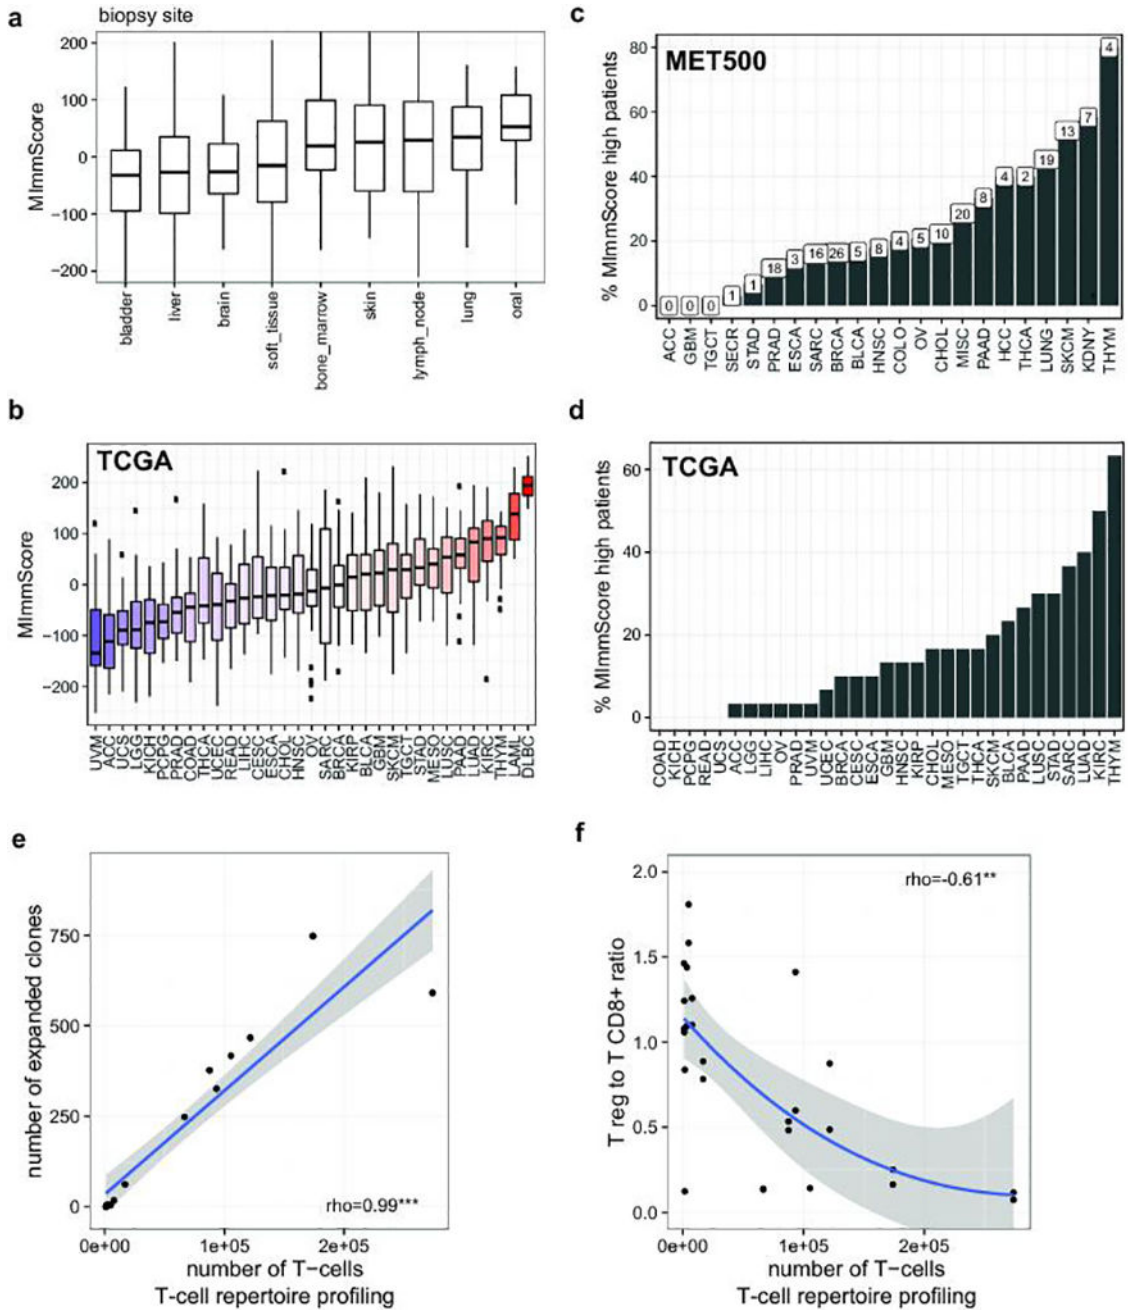 a
biopsy site
MImmScore
200
100
0
−100
−200
bladder
liver
brain
soft_tissue
bone_marrow
skin
lymph_node
lung
oral
c
MET500
% MImmScore high patients
80
60
40
20
0
0 0 0 1 1 18 3 16 26 5 8 4 5 10 20 8 4 2 19 13 7 4
ACC
GBM
TGCT
SECR
STAD
PRAD
ESCA
SARC
BRCA
BLCA
HNSC
COLO
OV
CHOL
MISC
PAAD
HCC
THCA
LUNG
SKCM
KDNY
THYM
b
TCGA
MImmScore
200
100
0
−100
−200
UVM
ACC
UCS
LGG
KICH
PCPG
PRAD
COAD
THCA
UCEC
READ
LIHC
CESC
ESCA
CHOL
HNSC
OV
SARC
BRCA
KIRP
BLCA
GBM
SKCM
TGCT
STAD
MESO
LUSC
PAAD
LUAD
KIRC
THYM
LAML
DLBC
d
TCGA
% MImmScore high patients
60
40
20
0
COAD
KICH
PCPG
READ
UCS
ACC
LGG
LIHC
OV
PRAD
UVM
UCEC
BRCA
CESC
ESCA
GBM
HNSC
KIRP
CHOL
MESO
TGCT
THCA
SKCM
BLCA
PAAD
LUSC
STAD
SARC
LUAD
KIRC
THYM
e
number of expanded clones
750
500
250
0
rho=0.99***
0e+00 1e+05 2e+05
number of T−cells
T-cell repertoire profiling
f
T reg to T CD8+ ratio
2.0
1.5
1.0
0.5
0.0
rho=-0.61**
0e+00 1e+05 2e+05
number of T−cells
T-cell repertoire profiling